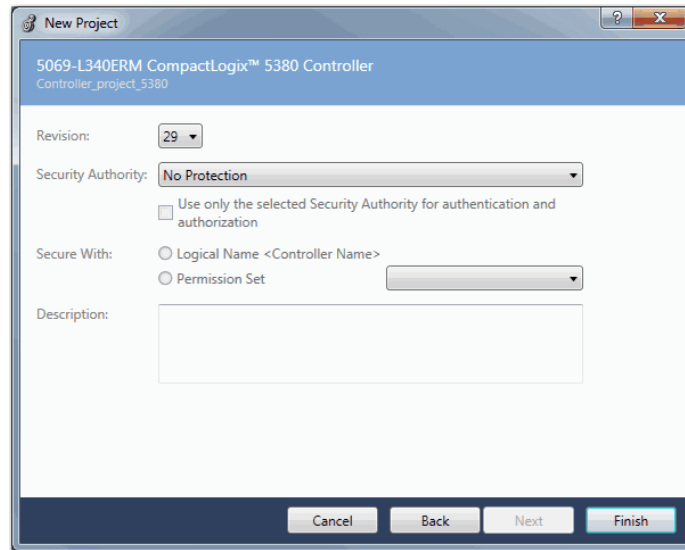 New Project
?
X
5069-L340ERM CompactLogix™ 5380 Controller
Controller_project_5380
Revision:
29
Security Authority:
No Protection
Use only the selected Security Authority for authentication and
authorization
Secure With:
Logical Name <Controller Name>
Permission Set
Description:
Cancel
Back
Next
Finish